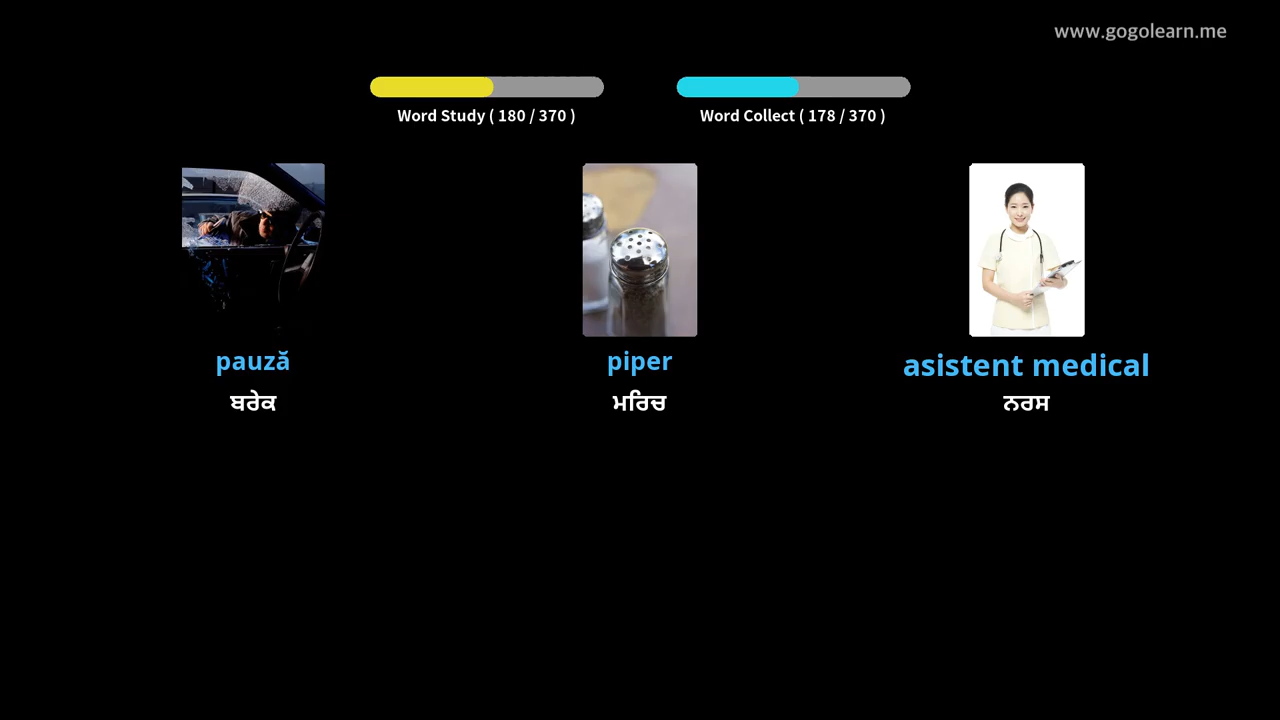 www.gogolearn.me
Word Study ( 180 / 370 )
Word Collect ( 178 / 370 )
pauză
piper
asistent medical
ਬਰੇਕ
ਮਰਿਚ
ਨਰਸ